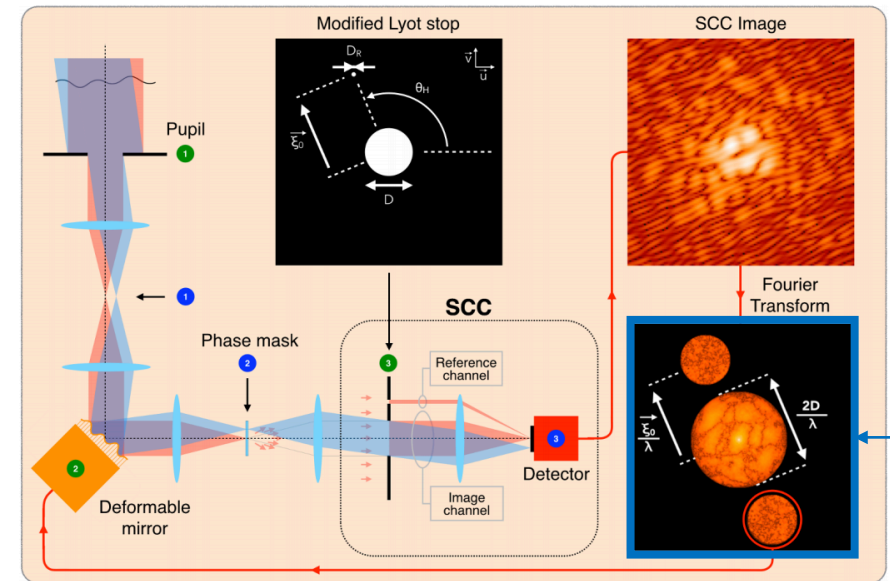 Modified Lyot stop
SCC Image
D_R
v⃗
u⃗
θ_H
ξ₀⃗
D
Pupil
1
1
Phase mask
2
SCC
3
Reference
channel
Fourier
Transform
2D/λ
ξ₀⃗/λ
2
3
Deformable
mirror
Detector
Image
channel